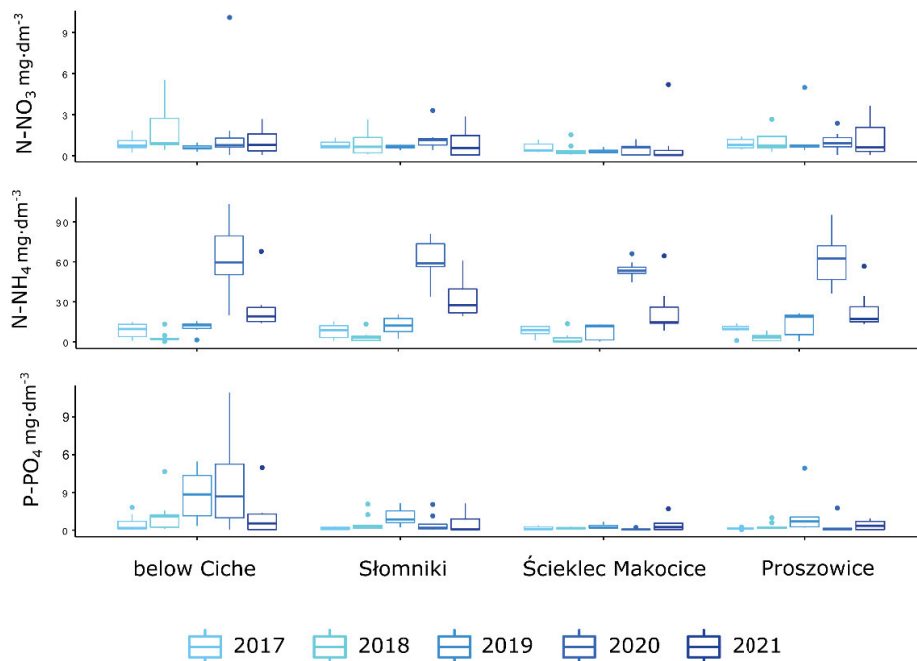 N-NO3 mg·dm-3
9
6
3
0
N-NH4 mg·dm-3
90
60
30
0
P-PO4 mg·dm-3
9
6
9
0
below Ciche Słomniki Ścieklec Makocice Proszowice
2017 2018 2019 2020 2021